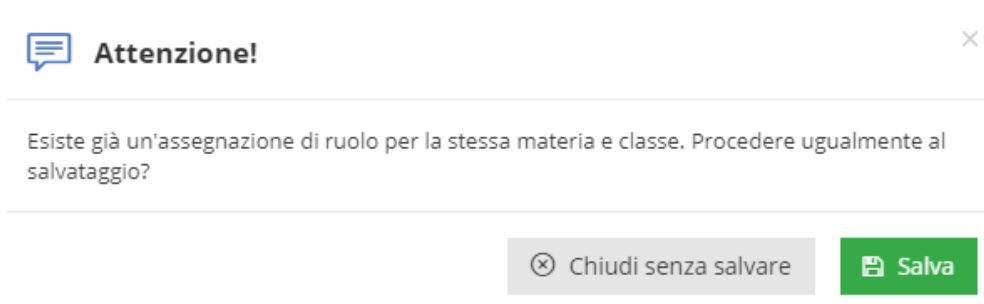 Attenzione!
Esiste già un'assegnazione di ruolo per la stessa materia e classe. Procedere ugualmente al
salvataggio?
Chiudi senza salvare
Salva